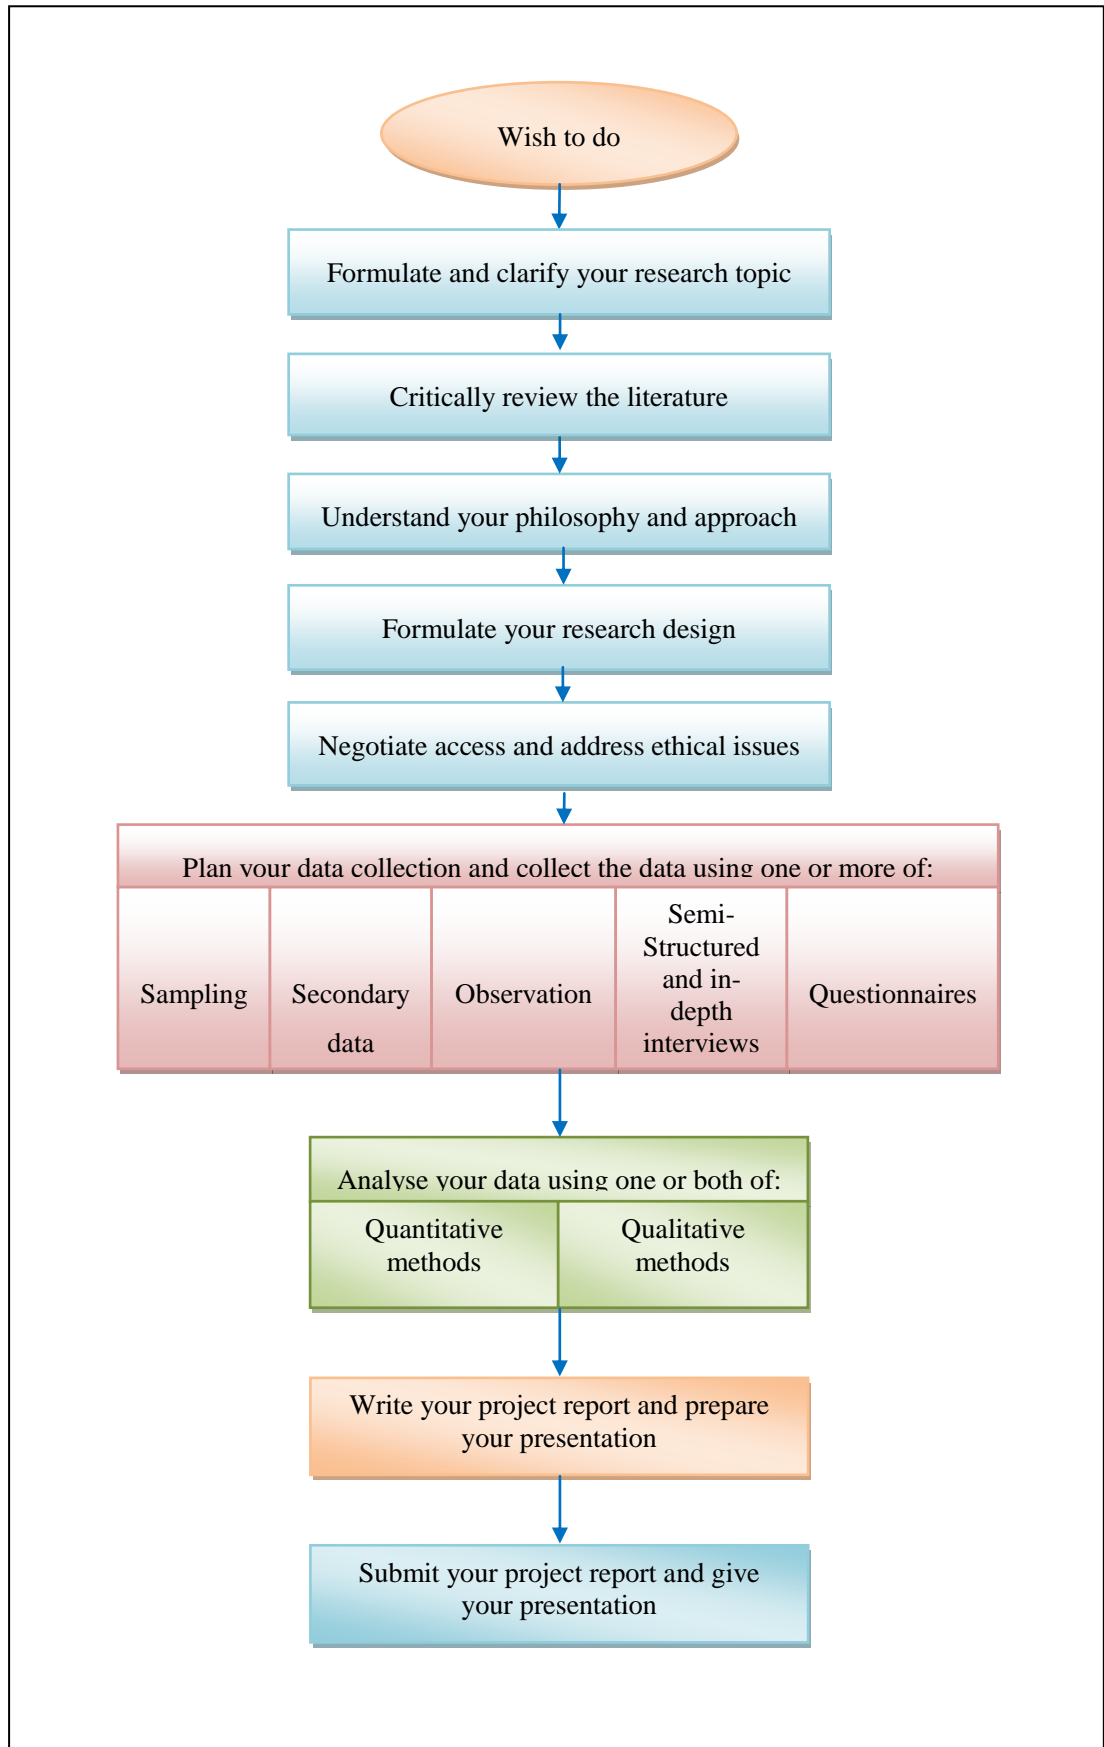 Wish to do
Formulate and clarify your research topic
Critically review the literature
Understand your philosophy and approach
Formulate your research design
Negotiate access and address ethical issues
Plan your data collection and collect the data using one or more of:
Sampling
Secondary
data
Observation
Semi-
Structured
and in-
depth
interviews
Questionnaires
Analyse your data using one or both of:
Quantitative
methods
Qualitative
methods
Write your project report and prepare
your presentation
Submit your project report and give
your presentation